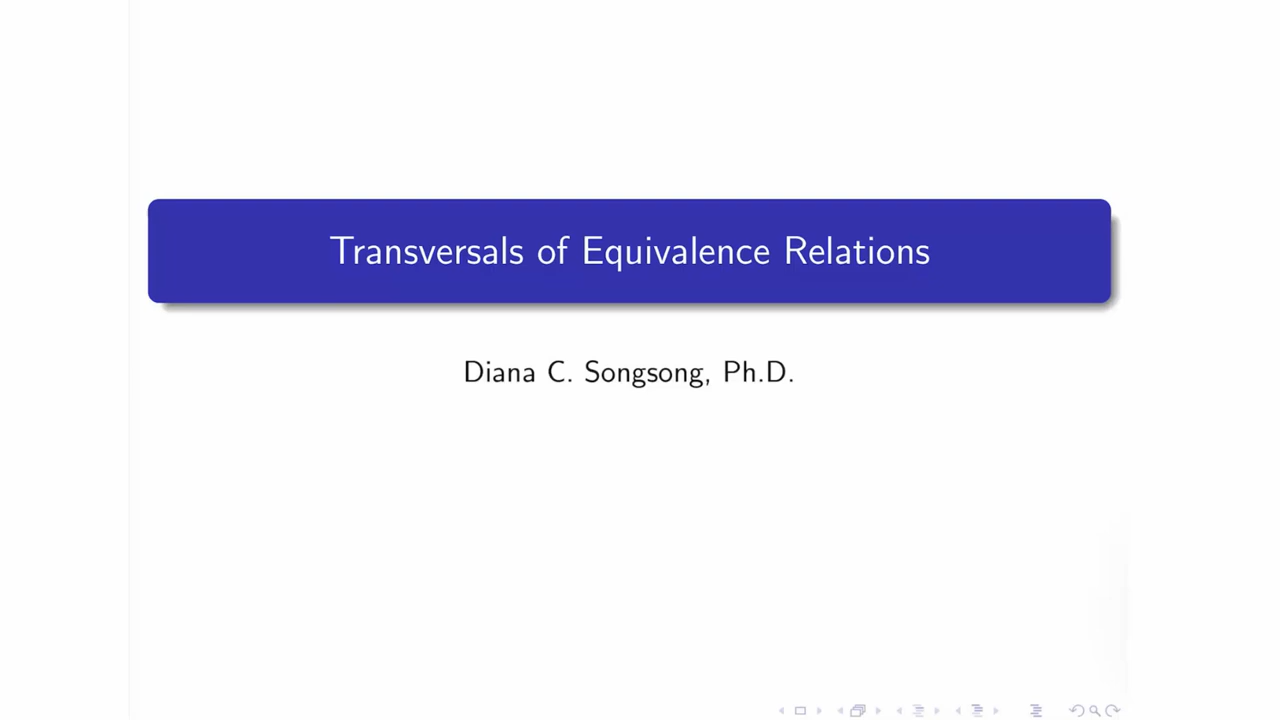 Transversals of Equivalence Relations
Diana C. Songsong, Ph.D.